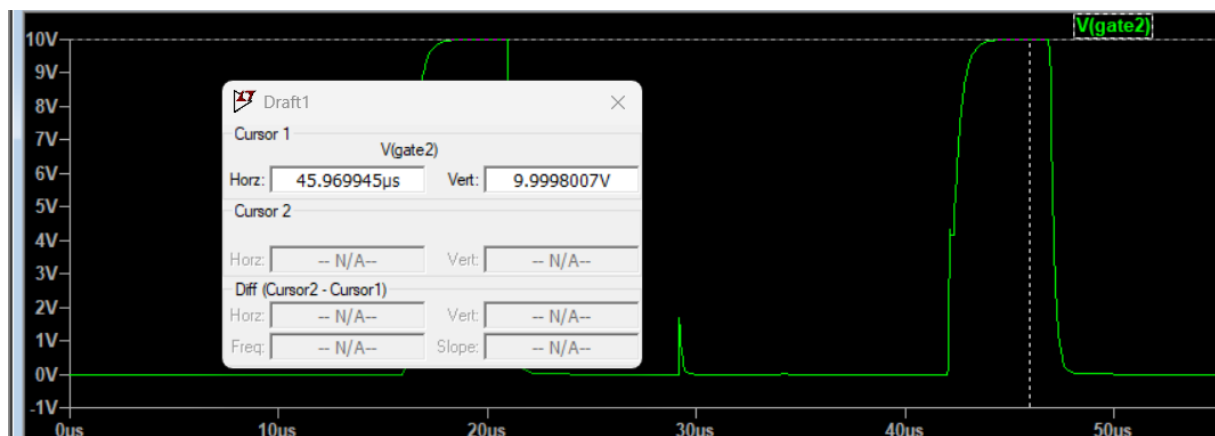 V(gate2)
10V
9V
8V
7V
6V
5V
4V
3V
2V
1V
0V
-1V
Draft1
Cursor 1
V(gate2)
Horz: 45.969945µs Vert: 9.9998007V
Cursor 2
Horz: -- N/A-- Vert: -- N/A--
Diff (Cursor2 - Cursor1)
Horz: -- N/A-- Vert: -- N/A--
Freq: -- N/A-- Slope: -- N/A--
0us 10us 20us 30us 40us 50us